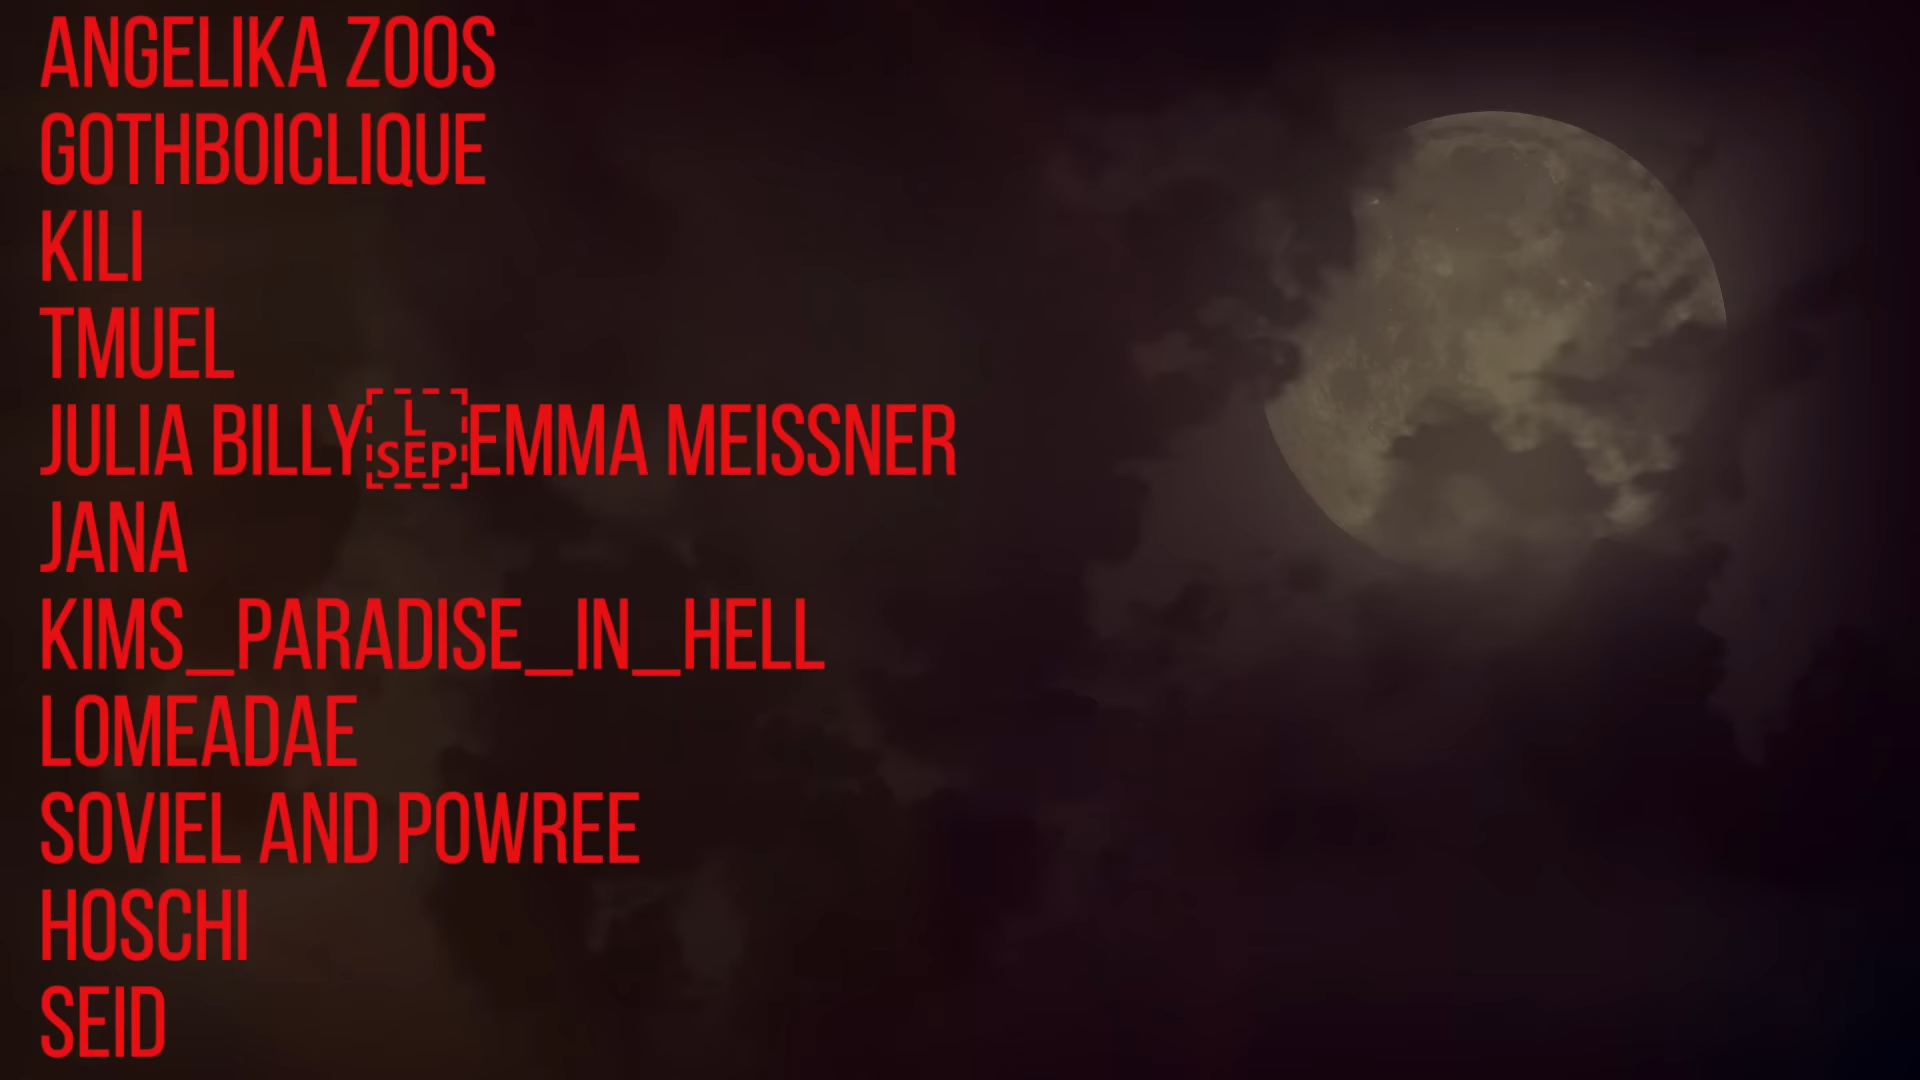 ANGELIKA ZOOS
GOTHBOICLIQUE
KILI
TMUEL
JULIA BILLY
EMMA MEISSNER
JANA
KIMS_PARADISE_IN_HELL
LOMEADAE
SOVIEL AND POWREE
HOSCHI
SEID